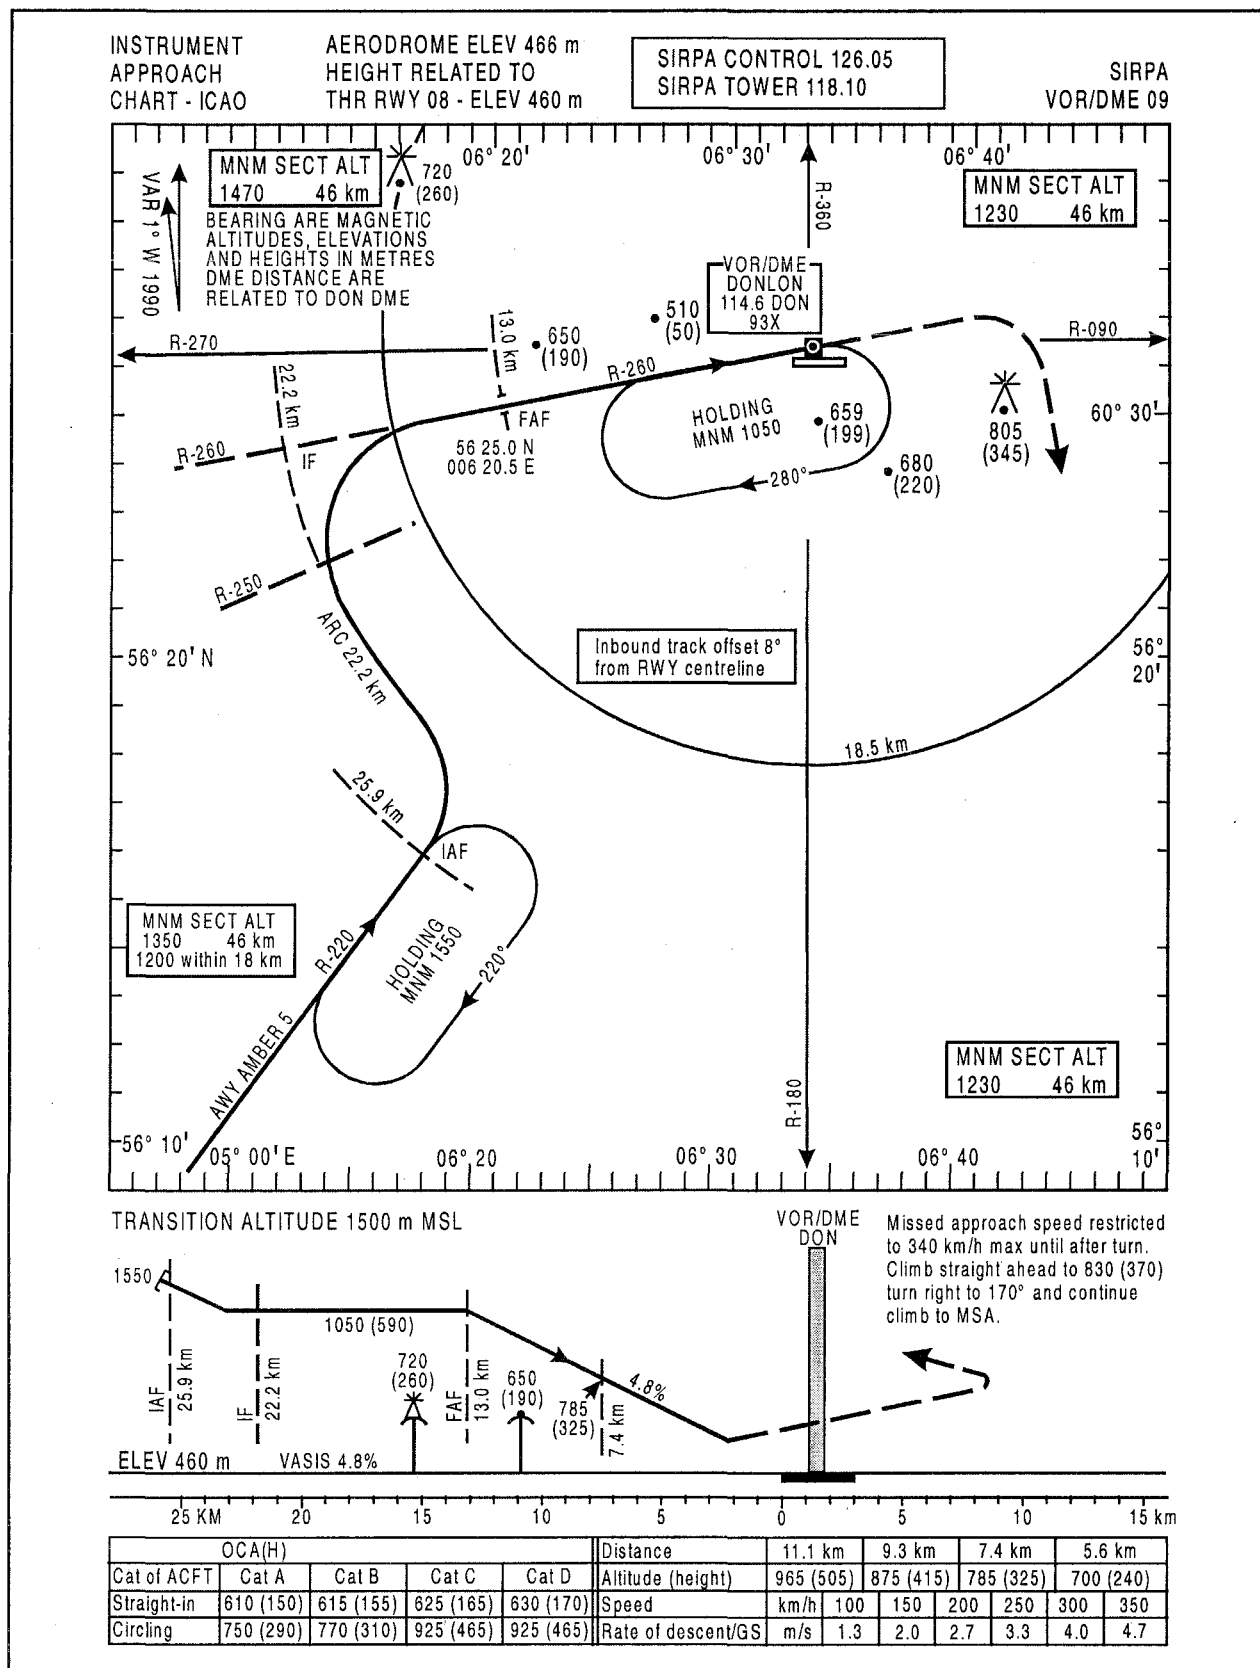 INSTRUMENT
APPROACH
CHART - ICAO
AERODROME ELEV 466 m
HEIGHT RELATED TO
THR RWY 08 - ELEV 460 m
SIRPA CONTROL 126.05
SIRPA TOWER 118.10
SIRPA
VOR/DME 09
06° 20'
06° 30'
06° 40'
MNM SECT ALT
1470 46 km
720
(260)
VAR 1° W 1990
BEARING ARE MAGNETIC
ALTITUDES, ELEVATIONS
AND HEIGHTS IN METRES
DME DISTANCE ARE
RELATED TO DON DME
R-360
MNM SECT ALT
1230 46 km
VOR/DME
DONLON
114.6 DON
93X
510
(50)
650
(190)
13.0 km
R-270
R-090
22.2 km
R-260
R-260
FAF
IF
56 25.0 N
006 20.5 E
HOLDING
MNM 1050
659
(199)
805
(345)
60° 30'
680
(220)
280°
R-250
ARC 22.2 km
56° 20' N
Inbound track offset 8°
from RWY centreline
56°
20'
18.5 km
25.9 km
IAF
MNM SECT ALT
1350 46 km
1200 within 18 km
R-220
HOLDING
MNM 1550
220°
AWY AMBER 5
MNM SECT ALT
1230 46 km
R-180
56° 10'
05° 00' E
06° 20
06° 30
06° 40
56°
10'
TRANSITION ALTITUDE 1500 m MSL
VOR/DME
DON
Missed approach speed restricted
to 340 km/h max until after turn.
Climb straight ahead to 830 (370)
turn right to 170° and continue
climb to MSA.
1550
1050 (590)
IAF
25.9 km
IF
22.2 km
720
(260)
FAF
13.0 km
650
(190)
785
(325)
7.4 km
4.8%
ELEV 460 m VASIS 4.8%
25 KM 20 15 10 5 0 5 10 15 km
OCA(H) Distance 11.1 km 9.3 km 7.4 km 5.6 km
Cat of ACFT Cat A Cat B Cat C Cat D Altitude (height) 965 (505) 875 (415) 785 (325) 700 (240)
Straight-in 610 (150) 615 (155) 625 (165) 630 (170) Speed km/h 100 150 200 250 300 350
Circling 750 (290) 770 (310) 925 (465) 925 (465) Rate of descent/GS m/s 1.3 2.0 2.7 3.3 4.0 4.7